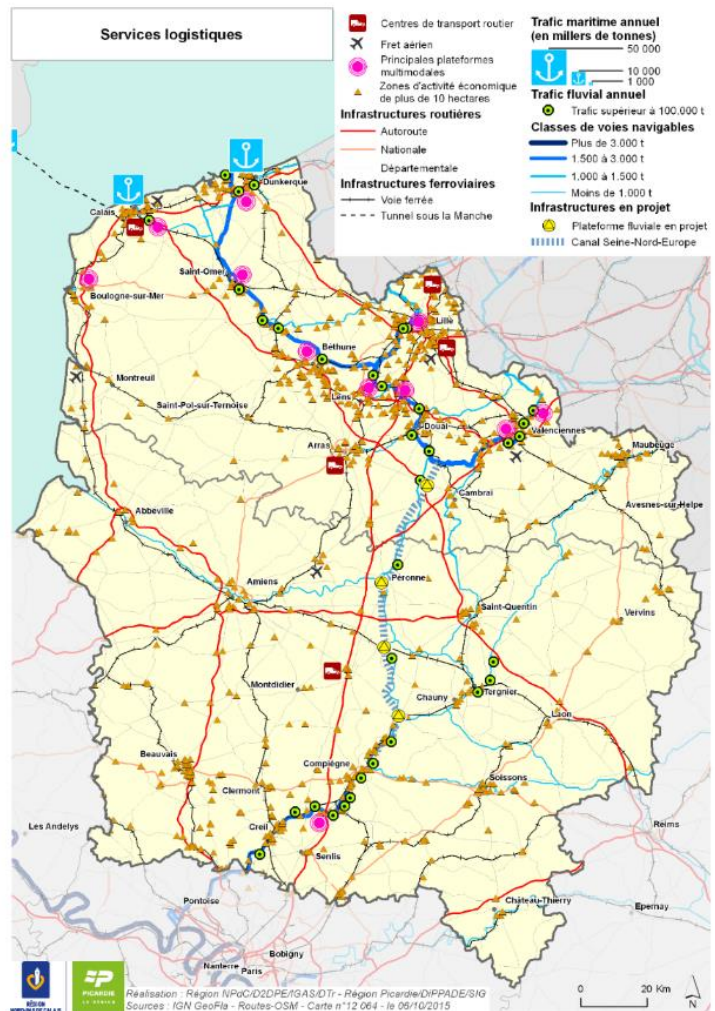 Services logistiques
Centres de transport routier
Fret aérien
Principales plateformes
multimodales
Zones d'activité économique
de plus de 10 hectares
Infrastructures routières
Autoroute
Nationale
Départementale
Infrastructures ferroviaires
Voie ferrée
Tunnel sous la Manche
Trafic maritime annuel
(en millers de tonnes)
50 000
10 000
1 000
Trafic fluvial annuel
Trafic supérieur à 100.000 t
Classes de voies navigables
Plus de 3.000 t
1.500 à 3.000 t
1.000 à 1.500 t
Moins de 1.000 t
Infrastructures en projet
Plateforme fluviale en projet
Canal Seine-Nord-Europe
Dunkerque
Calais
Saint-Omer
Boulogne-sur-Mer
Lille
Béthune
Montreuil
Lens
Saint-Pol-sur-Ternoise
Douai
Valenciennes
Arras
Maubeuge
Cambrai
Avesnes-sur-Helpe
Abbeville
Péronne
Amiens
Saint-Quentin
Vervins
Montdidier
Chauny
Tergnier
Laon
Beauvais
Compiègne
Clermont
Soissons
Les Andelys
Creil
Reims
Senlis
Pontoise
Château-Thierry
Epernay
Bobigny
Nanterre
Paris
0 20 Km
N
RÉGION
NORD-PAS DE CALAIS
PICARDIE
LA RÉGION
Réalisation : Région NPdC/D2DPE/IGAS/DTr - Région Picardie/DIPPADE/SIG
Sources : IGN GeoFla - Routes-OSM - Carte n°12 064 - le 06/10/2015